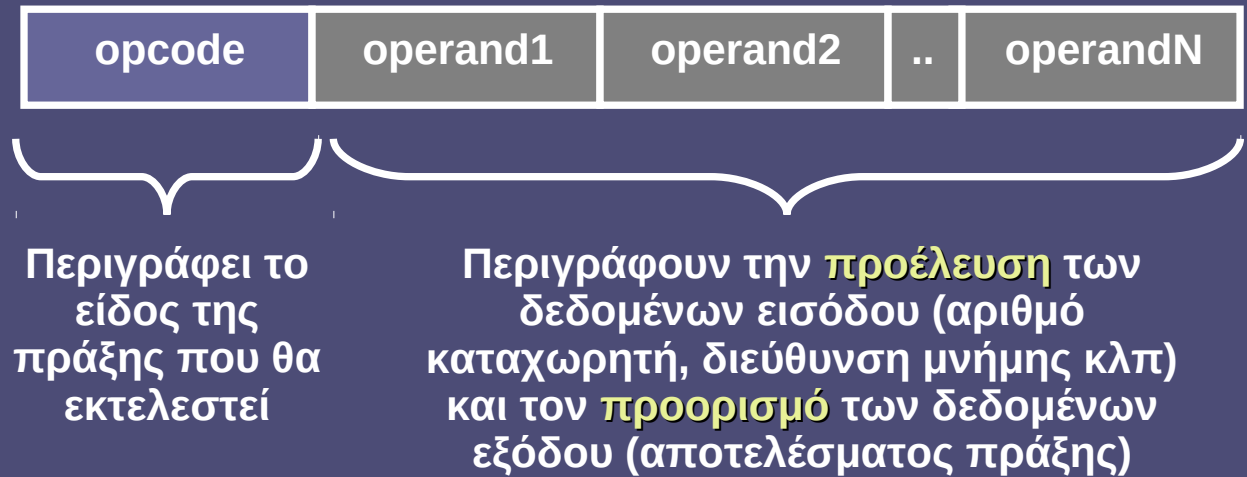 opcode operand1 operand2 .. operandN
Περιγράφει το
είδος της
πράξης που θα
εκτελεστεί
Περιγράφουν την προέλευση των
δεδομένων εισόδου (αριθμό
καταχωρητή, διεύθυνση μνήμης κλπ)
και τον προορισμό των δεδομένων
εξόδου (αποτελέσματος πράξης)